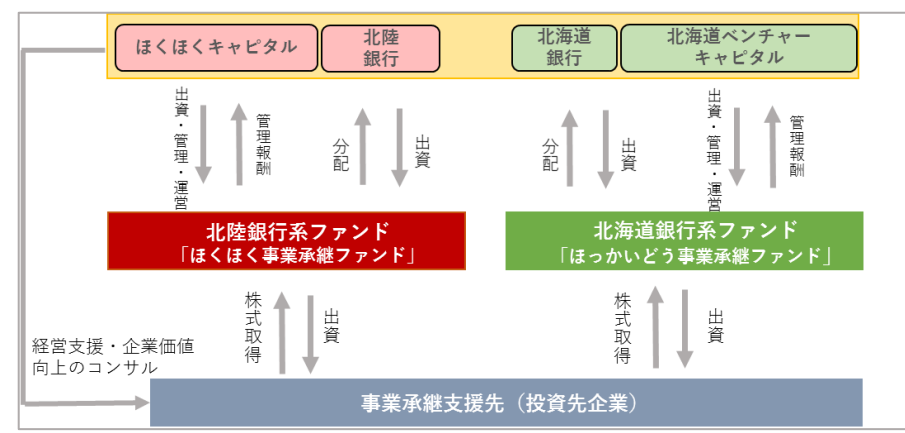 ほくほくキャピタル
北陸
銀行
北海道
銀行
北海道ベンチャー
キャピタル
出資・管理・運営
管理報酬
分配
出資
分配
出資
出資・管理・運営
管理報酬
北陸銀行系ファンド
「ほくほく事業承継ファンド」
北海道銀行系ファンド
「ほっかいどう事業承継ファンド」
株式取得
出資
株式取得
出資
経営支援・企業価値
向上のコンサル
事業承継支援先（投資先企業）